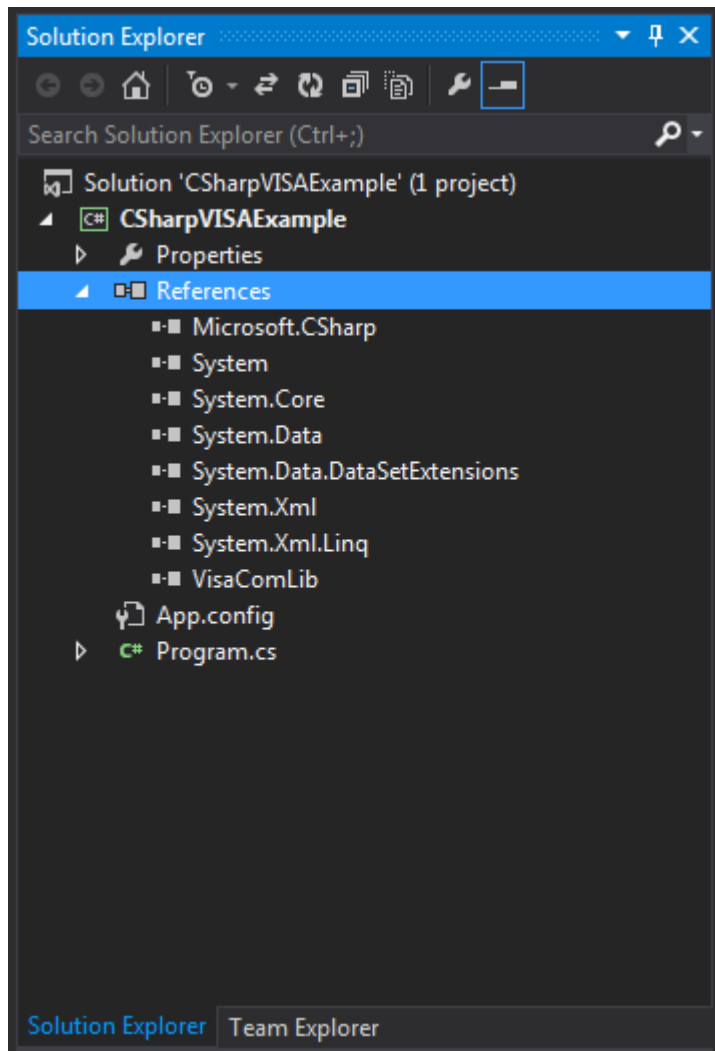 Solution Explorer
Search Solution Explorer (Ctrl+;)
Solution 'CSharpVISAExample' (1 project)
C# CSharpVISAExample
Properties
References
Microsoft.CSharp
System
System.Core
System.Data
System.Data.DataSetExtensions
System.Xml
System.Xml.Linq
VisaComLib
App.config
C# Program.cs
Solution Explorer Team Explorer